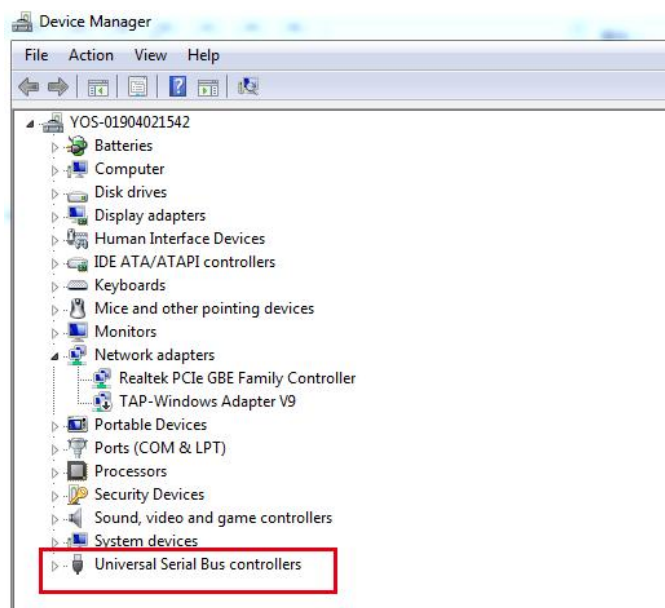 Device Manager
File Action View Help
YOS-01904021542
Batteries
Computer
Disk drives
Display adapters
Human Interface Devices
IDE ATA/ATAPI controllers
Keyboards
Mice and other pointing devices
Monitors
Network adapters
Realtek PCIe GBE Family Controller
TAP-Windows Adapter V9
Portable Devices
Ports (COM & LPT)
Processors
Security Devices
Sound, video and game controllers
System devices
Universal Serial Bus controllers